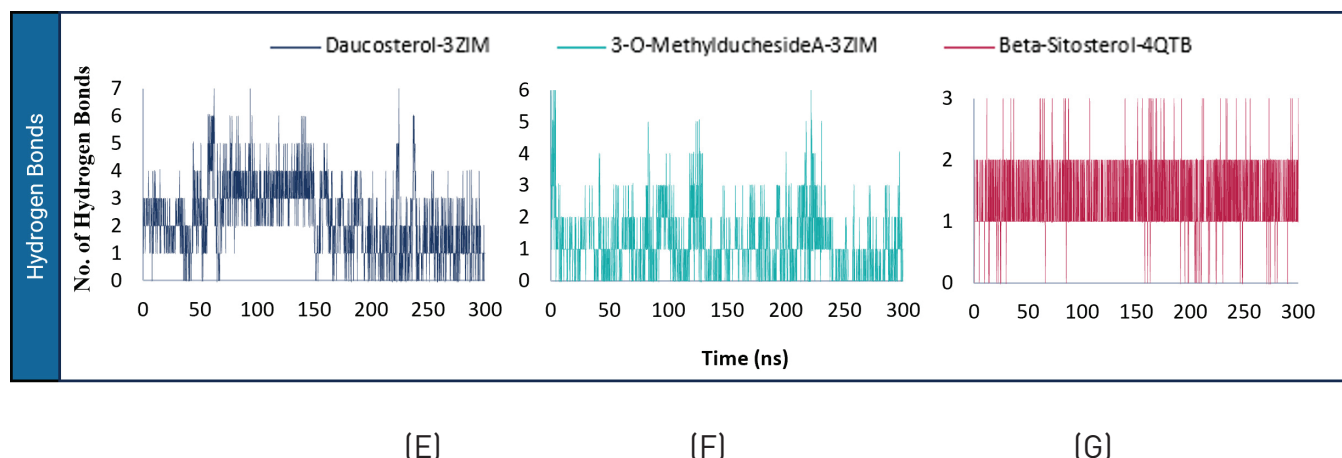 Hydrogen Bonds
Daucosterol-3ZIM
3-O-MethylduchesideA-3ZIM
Beta-Sitosterol-4QTB
No. of Hydrogen Bonds
7
6
5
4
3
2
1
0
0 50 100 150 200 250 300
6
5
4
3
2
1
0
0 50 100 150 200 250 300
3
2
1
0
0 50 100 150 200 250 300
Time (ns)
(E) (F) (G)